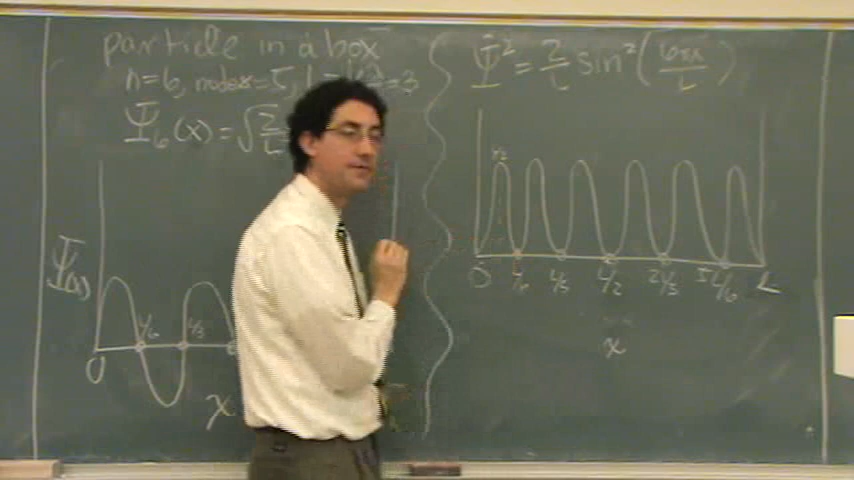 particle in a box
n=6, nodes=5, = 3
Ψ₆(x) = √2/L
Ψ(x)
L/6 L/3
0
x
Ψ² = 2/L sin² (6πx/L)
0 L/6 L/3 L/2 2L/3 5L/6 L
x